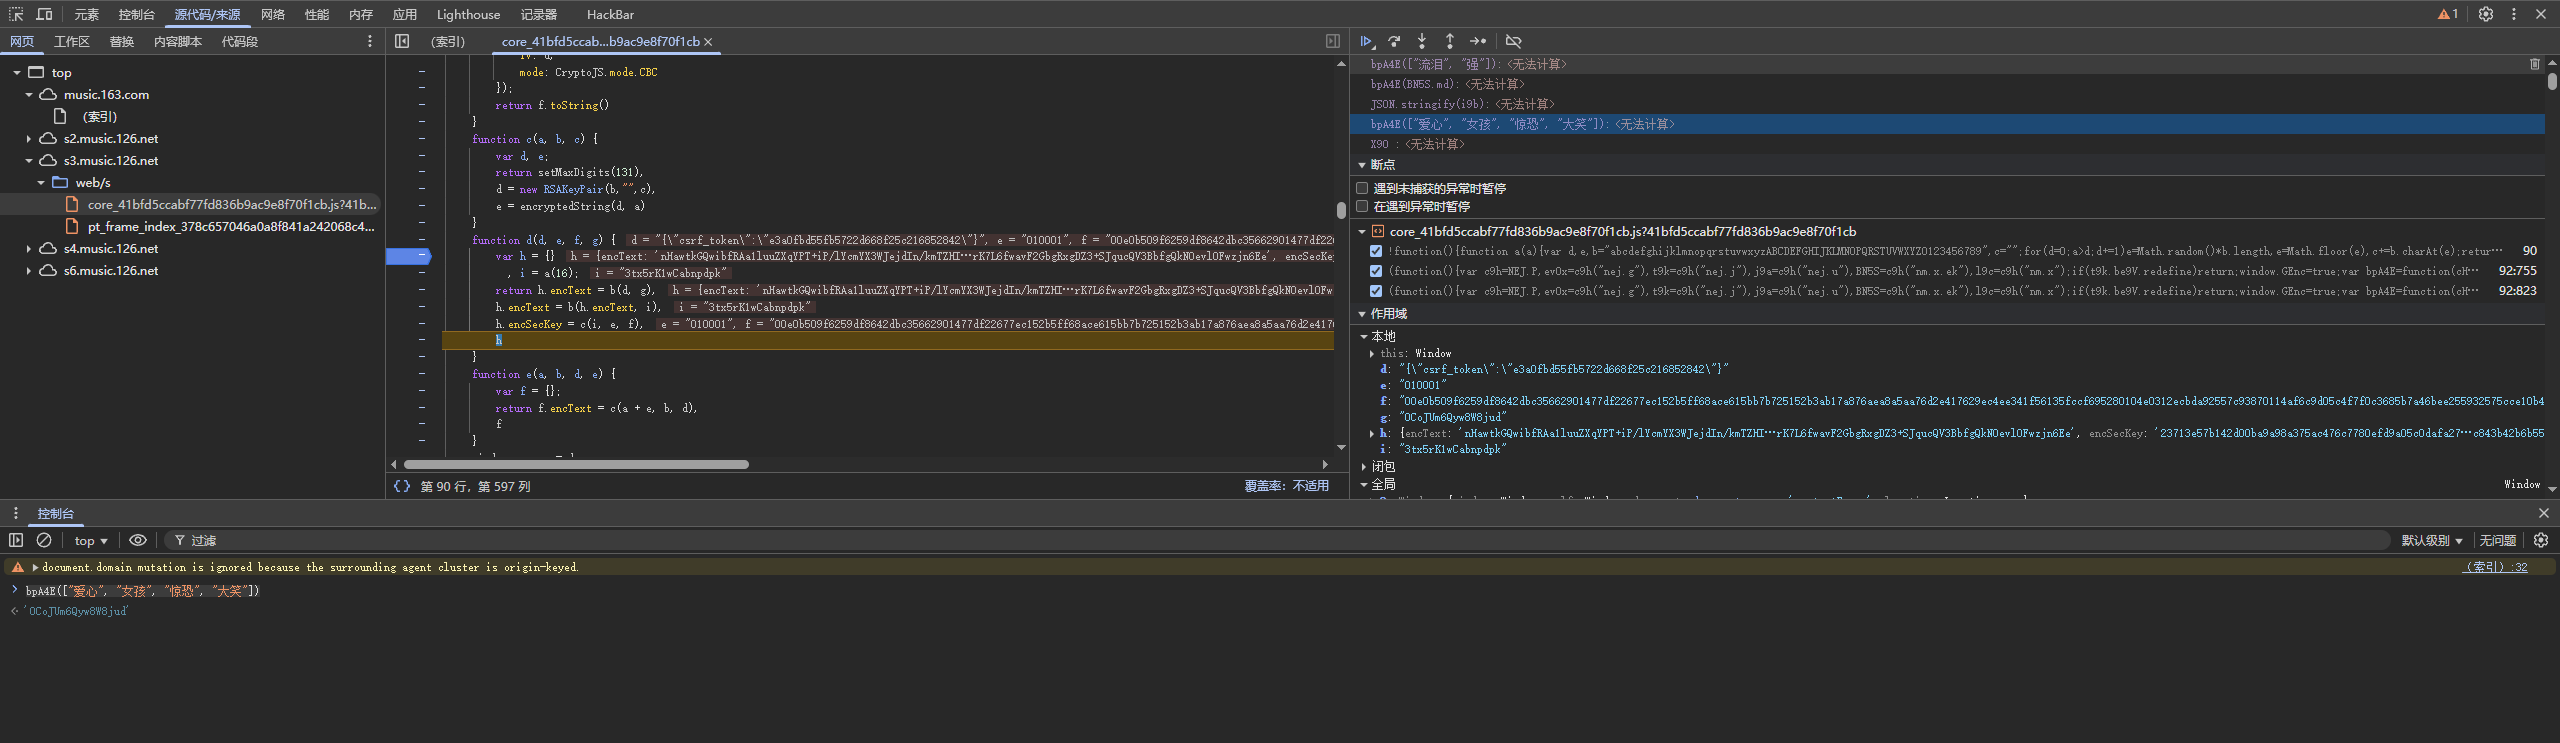 元素 控制台 源代码/来源 网络 性能 内存 应用 Lighthouse 记录器 HackBar 1
网页 工作区 替换 内容脚本 代码段
top
music.163.com
(索引)
s2.music.126.net
s3.music.126.net
web/s
core_41bfd5ccabf77fd836b9ac9e8f70f1cb.js?41b...
pt_frame_index_378c657046a0a8f841a242068c4...
s4.music.126.net
s6.music.126.net
(索引) core_41bfd5ccab...b9ac9e8f70f1cb ×
iv: d,
mode: CryptoJS.mode.CBC
});
return f.toString()
}
function c(a, b, c) {
var d, e;
return setMaxDigits(131),
d = new RSAKeyPair(b,"",c),
e = encryptedString(d, a)
}
function d(d, e, f, g) { d = "{\"csrf_token\":\"e3a0fbd55fb5722d668f25c216852842\"}", e = "010001", f = "00e0b509f6259df8642dbc35662901477df22
var h = {} h = {encText: 'nHawtkGQwibfRAa1luuZXqYPT+iP/lYcmYX3WJejdIn/kmTZHI…rK7L6fwavF2GbgRxgDZ3+SJqucQV3BbfgQkNOevlOFwzjn6Ee', encSecKe
, i = a(16); i = "3tx5rK1wCabnpdpk"
return h.encText = b(d, g), h = {encText: 'nHawtkGQwibfRAa1luuZXqYPT+iP/lYcmYX3WJejdIn/kmTZHI…rK7L6fwavF2GbgRxgDZ3+SJqucQV3BbfgQkNOevlOFw
h.encText = b(h.encText, i), i = "3tx5rK1wCabnpdpk"
h.encSecKey = c(i, e, f), e = "010001", f = "00e0b509f6259df8642dbc35662901477df22677ec152b5ff68ace615bb7b725152b3ab17a876aea8a5aa76d2e417
h
}
function e(a, b, d, e) {
var f = {};
return f.encText = c(a + e, b, d),
f
}
{} 第 90 行，第 597 列 覆盖率：不适用
bpA4E(["流泪", "强"]): <无法计算>
bpA4E(BN5S.md): <无法计算>
JSON.stringify(i9b): <无法计算>
bpA4E(["爱心", "女孩", "惊恐", "大笑"]): <无法计算>
X9O : <无法计算>
断点
遇到未捕获的异常时暂停
在遇到异常时暂停
core_41bfd5ccabf77fd836b9ac9e8f70f1cb.js?41bfd5ccabf77fd836b9ac9e8f70f1cb
!function(){function a(a){var d,e,b="abcdefghijklmnopqrstuvwxyzABCDEFGHIJKLMNOPQRSTUVWXYZ0123456789",c="";for(d=0;a>d;d+=1)e=Math.random()*b.length,e=Math.floor(e),c+=b.charAt(e);retur… 90
(function(){var c9h=NEJ.P,ev0x=c9h("nej.g"),t9k=c9h("nej.j"),j9a=c9h("nej.u"),BN5S=c9h("nm.x.ek"),l9c=c9h("nm.x");if(t9k.be9V.redefine)return;window.GEnc=true;var bpA4E=function(cH… 92:755
(function(){var c9h=NEJ.P,ev0x=c9h("nej.g"),t9k=c9h("nej.j"),j9a=c9h("nej.u"),BN5S=c9h("nm.x.ek"),l9c=c9h("nm.x");if(t9k.be9V.redefine)return;window.GEnc=true;var bpA4E=function(cH… 92:823
作用域
本地
this: Window
d: "{\"csrf_token\":\"e3a0fbd55fb5722d668f25c216852842\"}"
e: "010001"
f: "00e0b509f6259df8642dbc35662901477df22677ec152b5ff68ace615bb7b725152b3ab17a876aea8a5aa76d2e417629ec4ee341f56135fccf695280104e0312ecbda92557c93870114af6c9d05c4f7f0c3685b7a46bee255932575cce10b4
g: "0CoJUm6Qyw8W8jud"
h: {encText: 'nHawtkGQwibfRAa1luuZXqYPT+iP/lYcmYX3WJejdIn/kmTZHI…rK7L6fwavF2GbgRxgDZ3+SJqucQV3BbfgQkNOevlOFwzjn6Ee', encSecKey: '23713e57b142d00ba9a98a375ac476c7780efd9a05c0dafa27…c843b42b6b55
i: "3tx5rK1wCabnpdpk"
闭包
全局 Window
控制台
top 过滤 默认级别 无问题
document.domain mutation is ignored because the surrounding agent cluster is origin-keyed. (索引):32
bpA4E(["爱心", "女孩", "惊恐", "大笑"])
'0CoJUm6Qyw8W8jud'